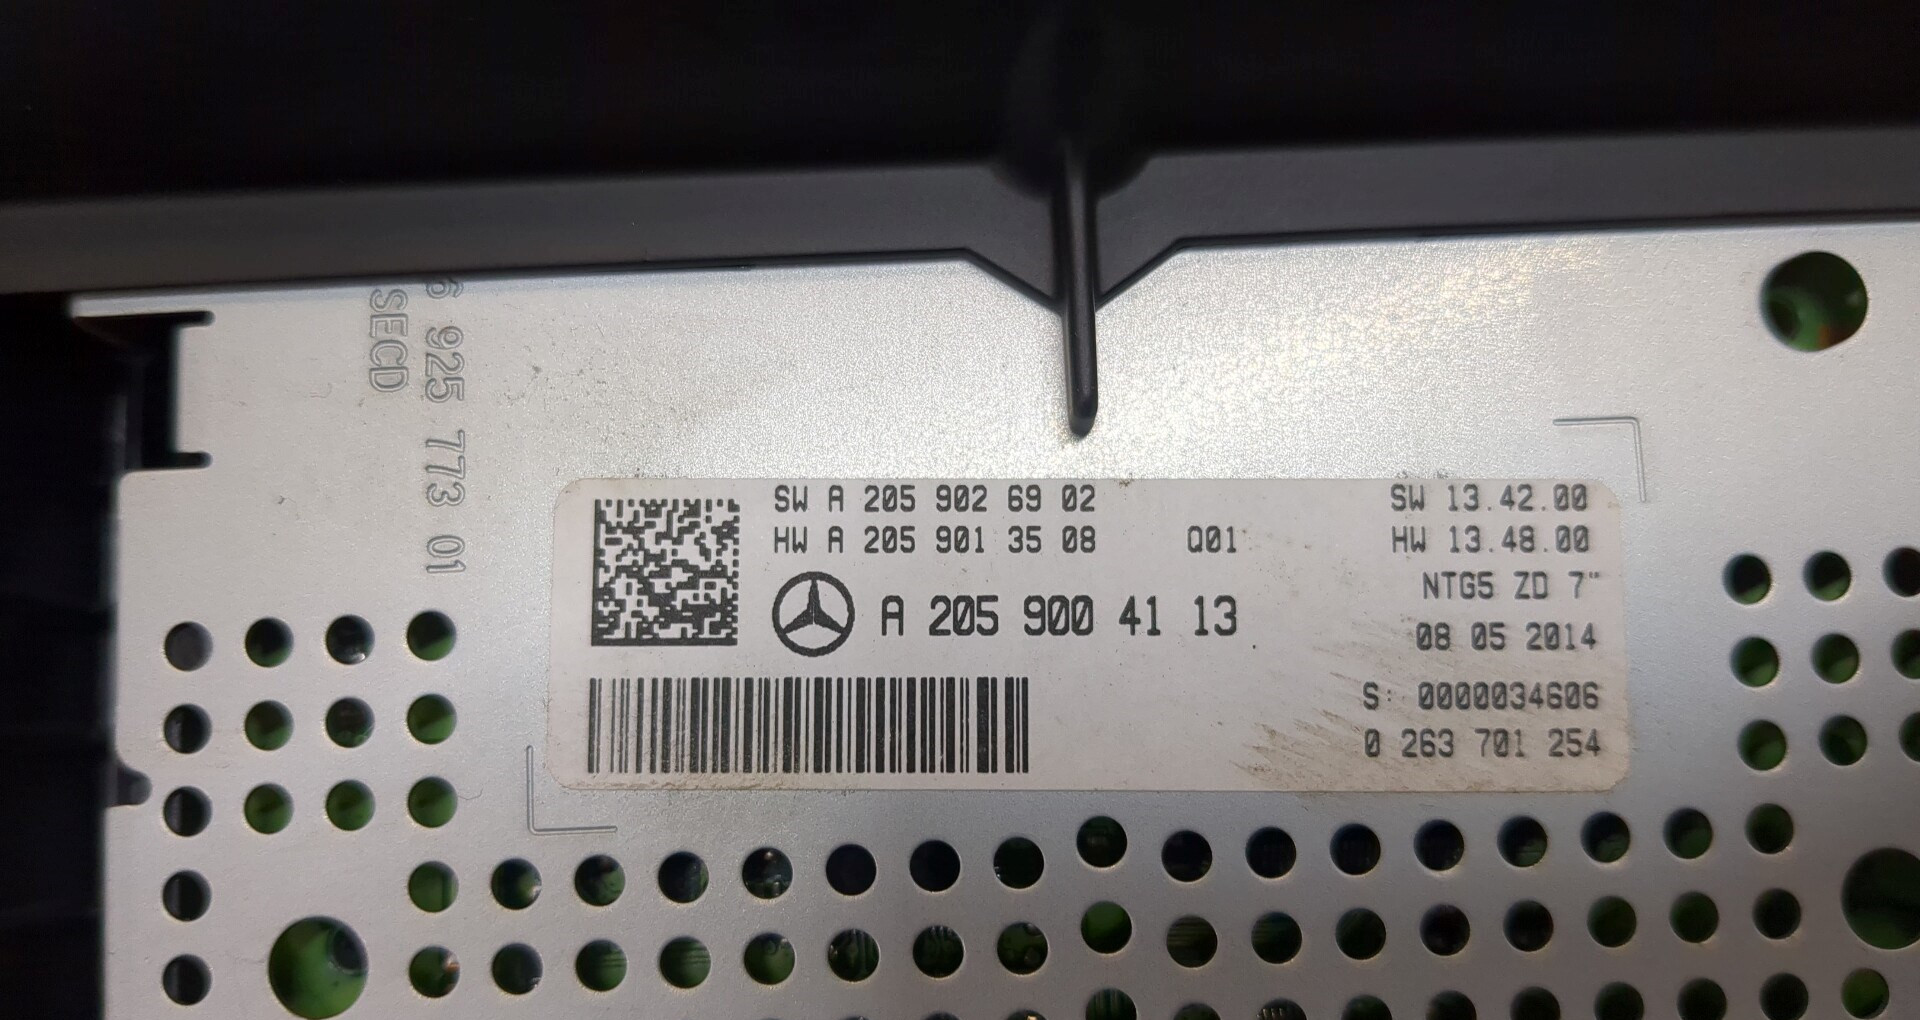 6 925 773 01
SECD
SW A 205 902 69 02
HW A 205 901 35 08 Q01
A 205 900 41 13
SW 13.42.00
HW 13.48.00
NTG5 ZD 7"
08 05 2014
S: 0000034606
0 263 701 254